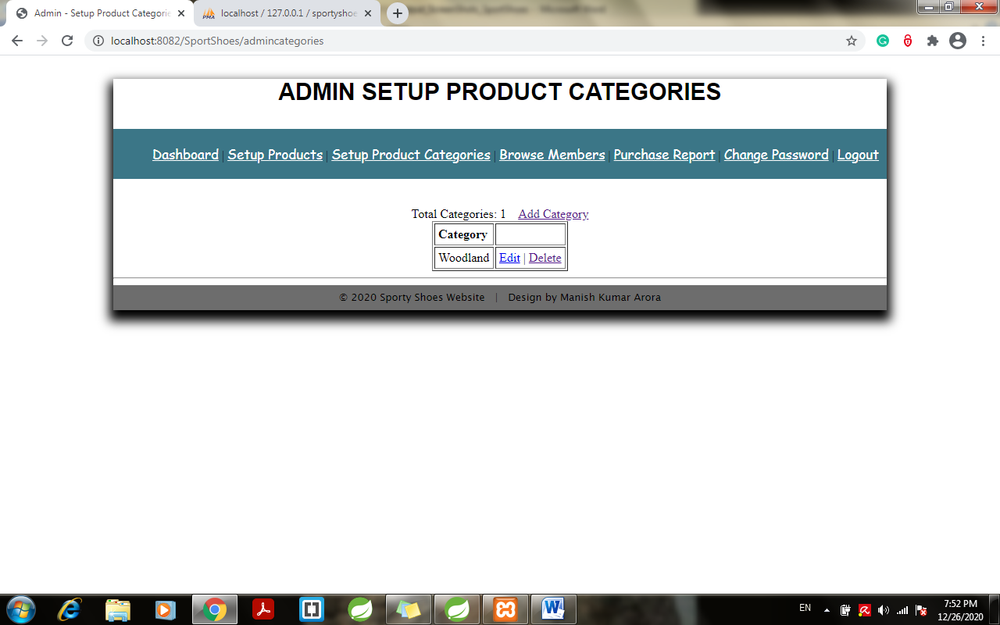 Admin - Setup Product Categorie
localhost / 127.0.0.1 / sportyshoe
localhost:8082/SportShoes/admincategories
ADMIN SETUP PRODUCT CATEGORIES
Dashboard | Setup Products | Setup Product Categories | Browse Members | Purchase Report | Change Password | Logout
Total Categories: 1 Add Category
Category
Woodland Edit | Delete
© 2020 Sporty Shoes Website | Design by Manish Kumar Arora
EN
7:52 PM
12/26/2020